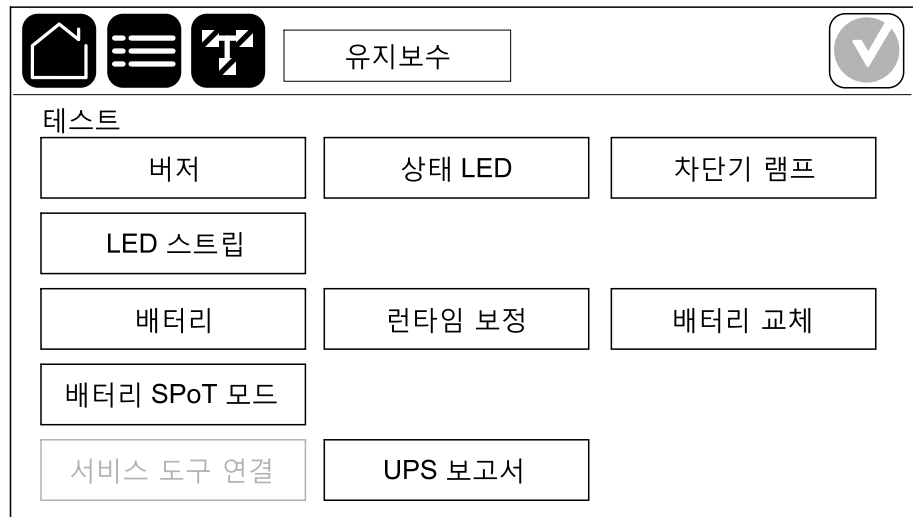 유지보수
테스트
버저 상태 LED 차단기 램프
LED 스트립
배터리 런타임 보정 배터리 교체
배터리 SPoT 모드
서비스 도구 연결 UPS 보고서